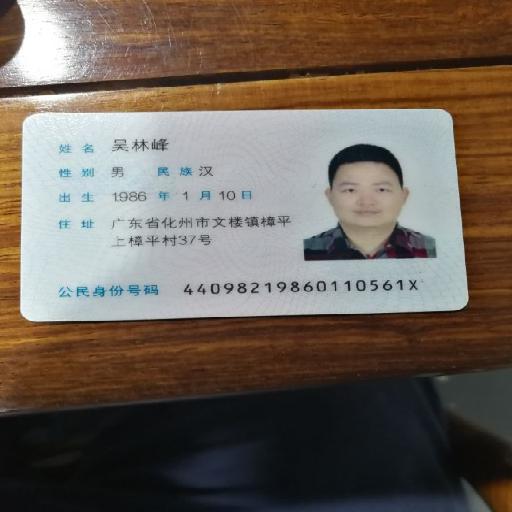 姓名 吴林峰
性别 男 民族 汉
出生 1986 年 1 月 10 日
住址 广东省化州市文楼镇樟平
上樟平村37号
公民身份号码 44098219860110561X